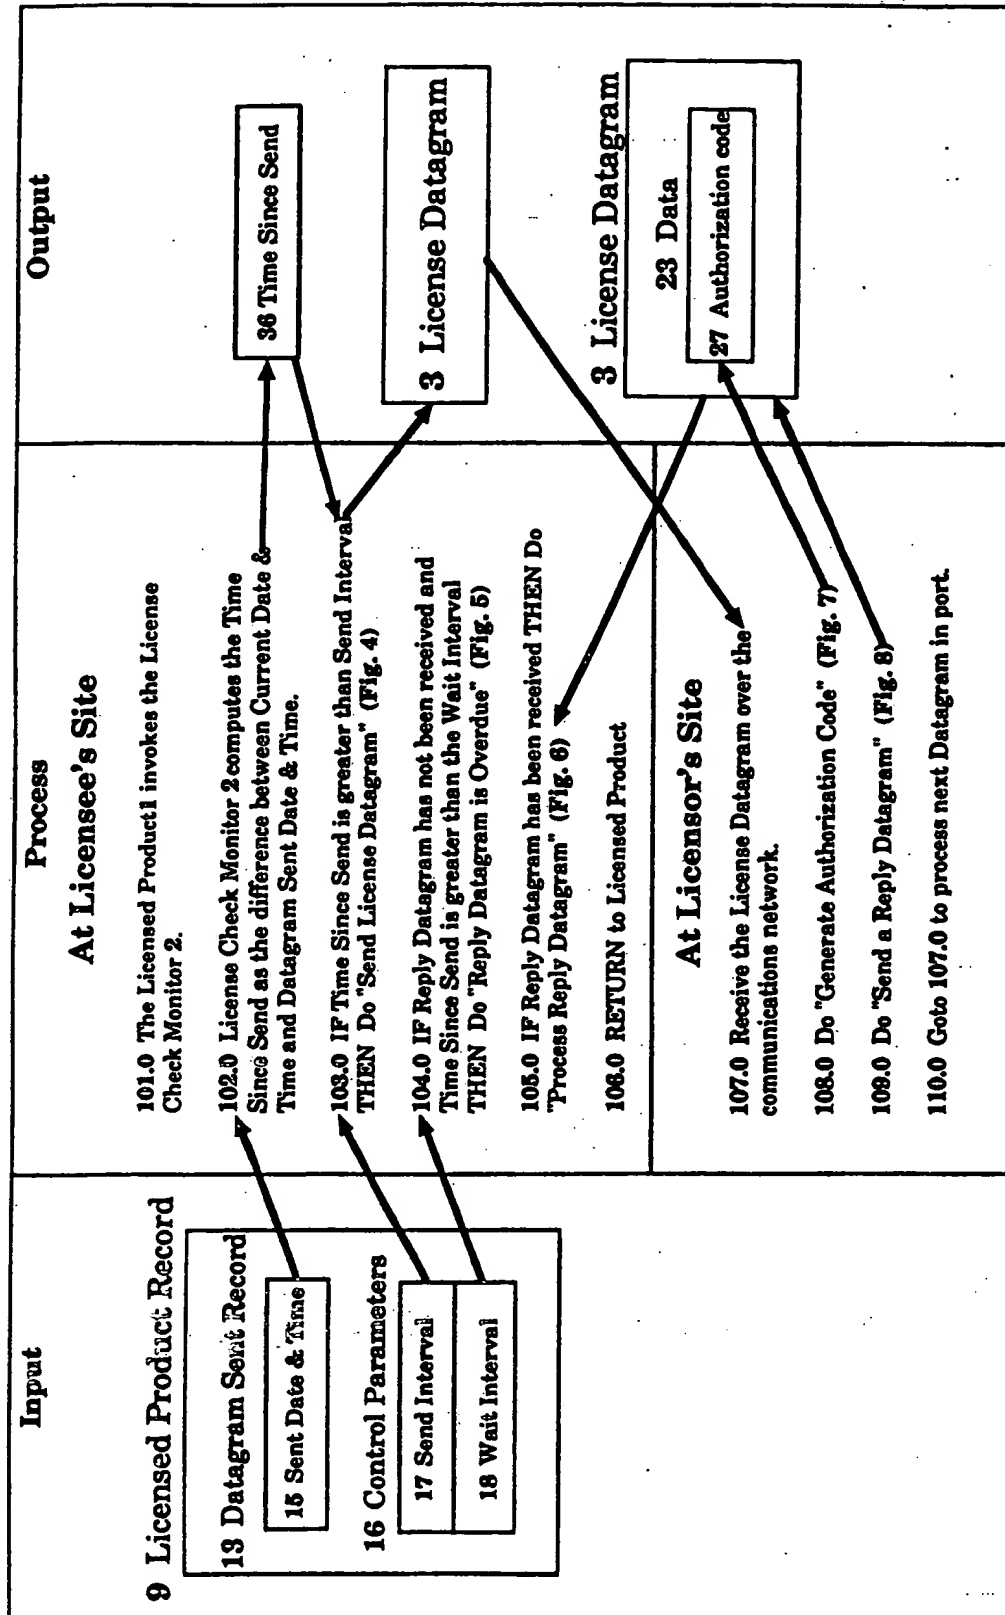 Input
9 Licensed Product Record
13 Datagram Sent Record
15 Sent Date & Time
16 Control Parameters
17 Send Interval
18 Wait Interval
Process
At Licensee's Site
101.0 The Licensed Product1 invokes the License
Check Monitor 2.
102.0 License Check Monitor 2 computes the Time
Since Send as the difference between Current Date &
Time and Datagram Sent Date & Time.
103.0 IF Time Since Send is greater than Send Interval
THEN Do "Send License Datagram" (Fig. 4)
104.0 IF Reply Datagram has not been received and
Time Since Send is greater than the Wait Interval
THEN Do "Reply Datagram is Overdue" (Fig. 5)
105.0 IF Reply Datagram has been received THEN Do
"Process Reply Datagram" (Fig. 6)
106.0 RETURN to Licensed Product
At Licensor's Site
107.0 Receive the License Datagram over the
communications network.
108.0 Do "Generate Authorization Code" (Fig. 7)
109.0 Do "Send a Reply Datagram" (Fig. 8)
110.0 Goto 107.0 to process next Datagram in port.
Output
36 Time Since Send
3 License Datagram
3 License Datagram
23 Data
27 Authorization code